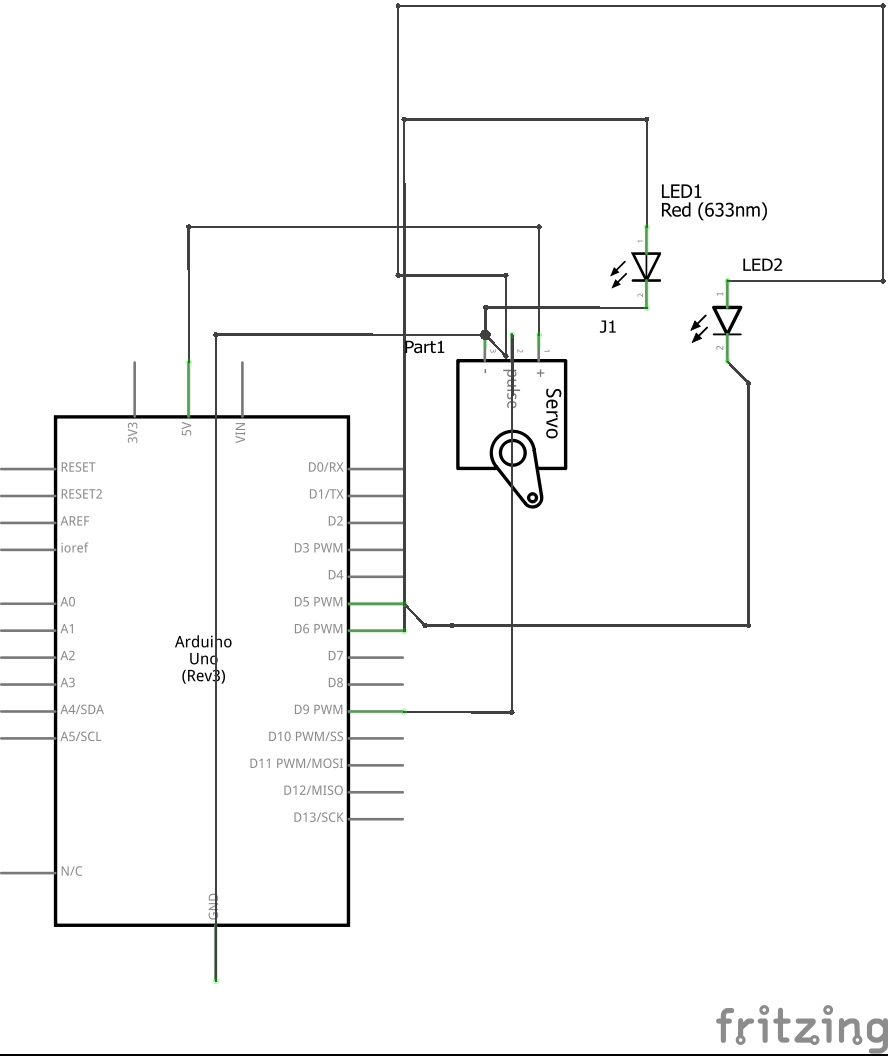 LED1
Red (633nm)
LED2
J1
Part1
1
2
1
2
3
2
1
-
pulse
+
Servo
3V3
5V
VIN
RESET
RESET2
AREF
ioref
A0
A1
A2
A3
A4/SDA
A5/SCL
N/C
Arduino
Uno
(Rev3)
D0/RX
D1/TX
D2
D3 PWM
D4
D5 PWM
D6 PWM
D7
D8
D9 PWM
D10 PWM/SS
D11 PWM/MOSI
D12/MISO
D13/SCK
GND
fritzing